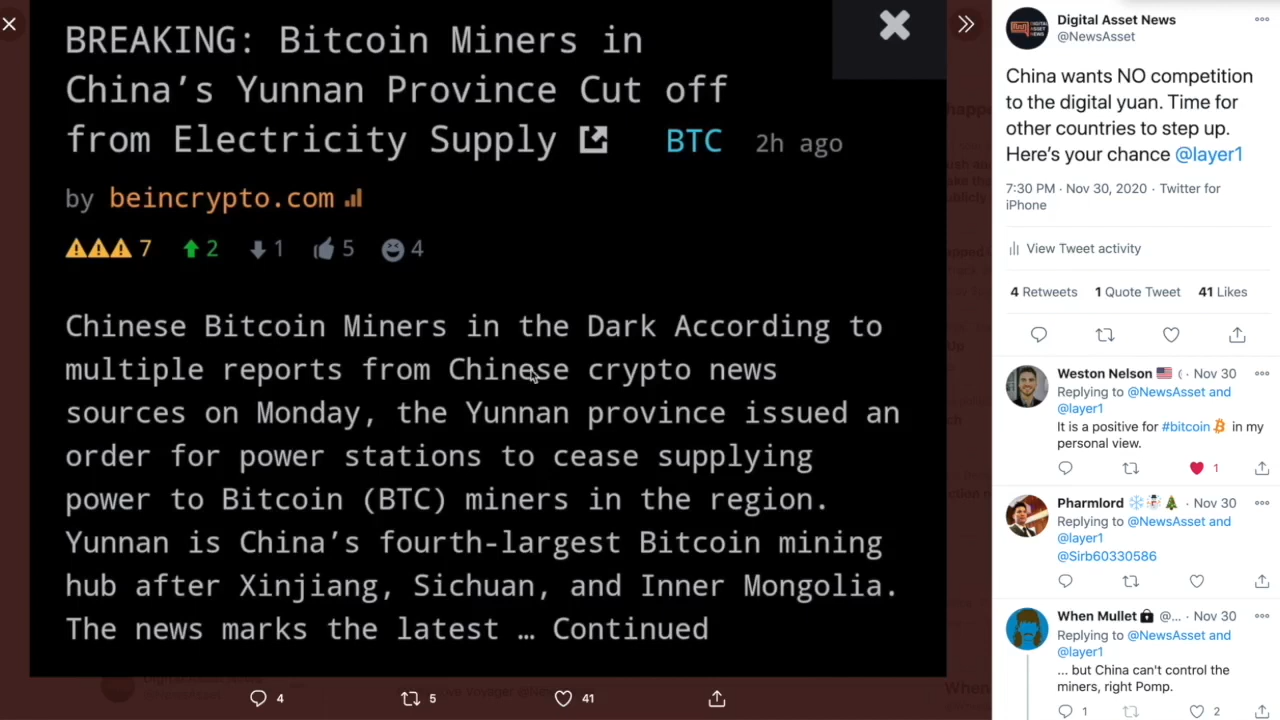 BREAKING: Bitcoin Miners in
China’s Yunnan Province Cut off
from Electricity Supply BTC 2h ago
by beincrypto.com
7 2 1 5 4
Chinese Bitcoin Miners in the Dark According to
multiple reports from Chinese crypto news
sources on Monday, the Yunnan province issued an
order for power stations to cease supplying
power to Bitcoin (BTC) miners in the region.
Yunnan is China’s fourth-largest Bitcoin mining
hub after Xinjiang, Sichuan, and Inner Mongolia.
The news marks the latest … Continued
4 5 41
Digital Asset News
@NewsAsset
China wants NO competition
to the digital yuan. Time for
other countries to step up.
Here’s your chance @layer1
7:30 PM · Nov 30, 2020 · Twitter for
iPhone
View Tweet activity
4 Retweets 1 Quote Tweet 41 Likes
Weston Nelson ( · Nov 30
Replying to @NewsAsset and
@layer1
It is a positive for #bitcoin in my
personal view.
1
Pharmlord · Nov 30
Replying to @NewsAsset and
@layer1
@Sirb60330586
When Mullet @... · Nov 30
Replying to @NewsAsset and
@layer1
... but China can't control the
miners, right Pomp.
1 2